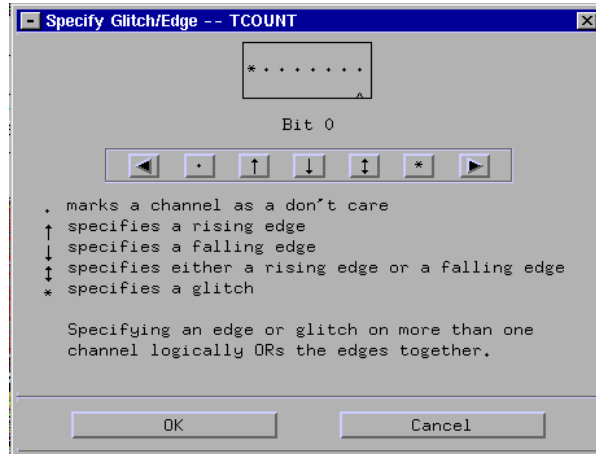 Specify Glitch/Edge -- TCOUNT
*.......
^
Bit 0
. ↑ ↓ ↕ *
. marks a channel as a don't care
↑ specifies a rising edge
↓ specifies a falling edge
↕ specifies either a rising edge or a falling edge
* specifies a glitch
Specifying an edge or glitch on more than one
channel logically ORs the edges together.
OK Cancel